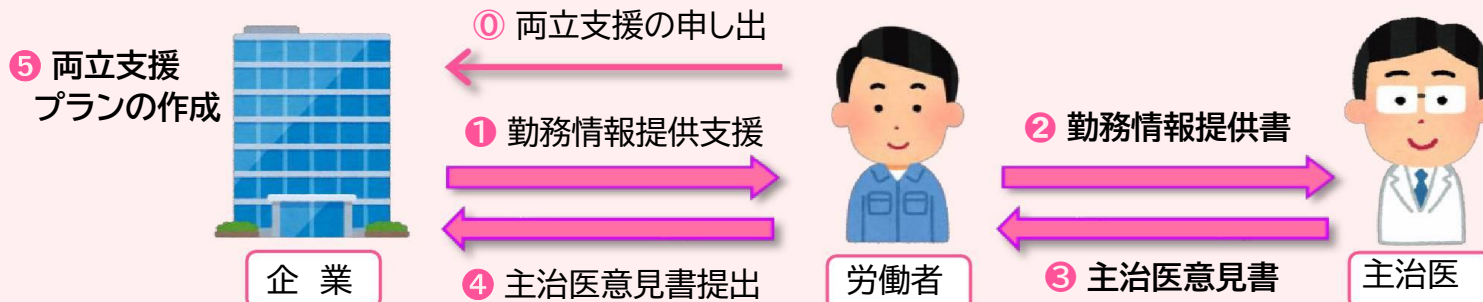 ⓪ 両立支援の申し出
❺ 両立支援
プランの作成
❶ 勤務情報提供支援
❷ 勤務情報提供書
❹ 主治医意見書提出
❸ 主治医意見書
企 業
労働者
主治医